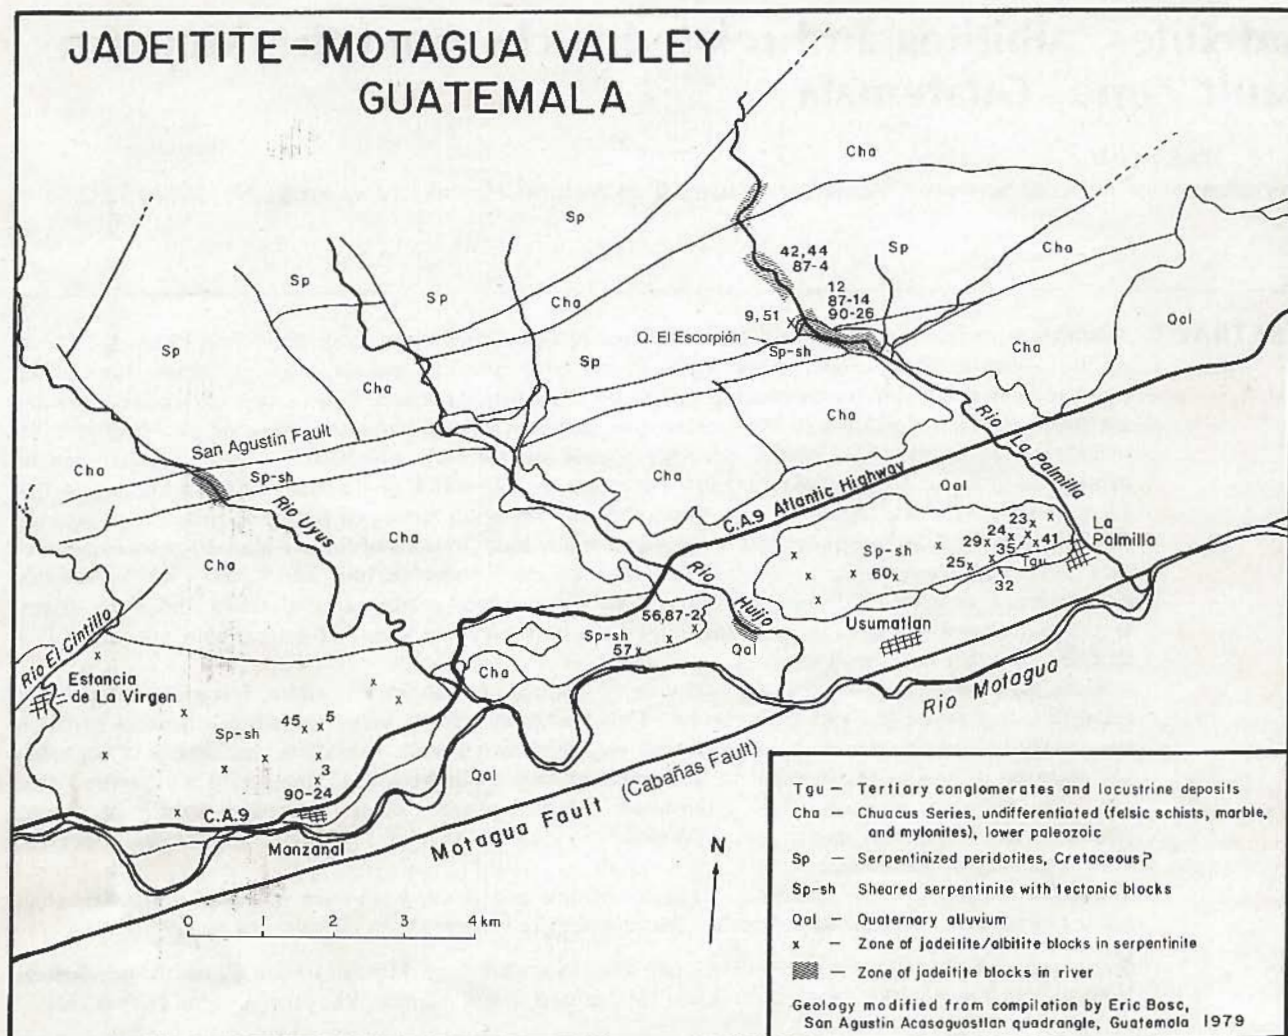 JADEITITE – MOTAGUA VALLEY
GUATEMALA
Cha
Sp
Sp
Cha
42,44
87-4
Sp
Sp
12
87-14
90-26
Cha
9,51
Qal
Sp
Q. El Escorpión
Sp-sh
Sp
Cha
Cha
Cha
San Agustín Fault
Rio La Palmilla
Cha
Sp-sh
Cha
C.A.9 Atlantic Highway
Qal
Rio Uyus
Cha
23
24
La
Palmilla
Sp-sh
29
41
35
Tgu
Cha
60
25
32
Rio
Huijo
56,87-2
Sp-sh
57
Usumatlan
Qal
Rio El Cintillo
Cha
Rio Motagua
Estancia
de La Virgen
45
5
Sp-sh
3
Qal
90-24
C.A.9
Manzanal
Motagua Fault (Cabañas Fault)
N
0 1 2 3 4 km
Tgu – Tertiary conglomerates and lacustrine deposits
Cha – Chuacus Series, undifferentiated (felsic schists, marble,
and mylonites), lower paleozoic
Sp – Serpentinized peridotites, Cretaceous?
Sp-sh Sheared serpentinite with tectonic blocks
Qal – Quaternary alluvium
x – Zone of jadeitite/albitite blocks in serpentinite
– Zone of jadeitite blocks in river
Geology modified from compilation by Eric Bosc,
San Agustin Acasaguastlan quadrangle, Guatemala 1979